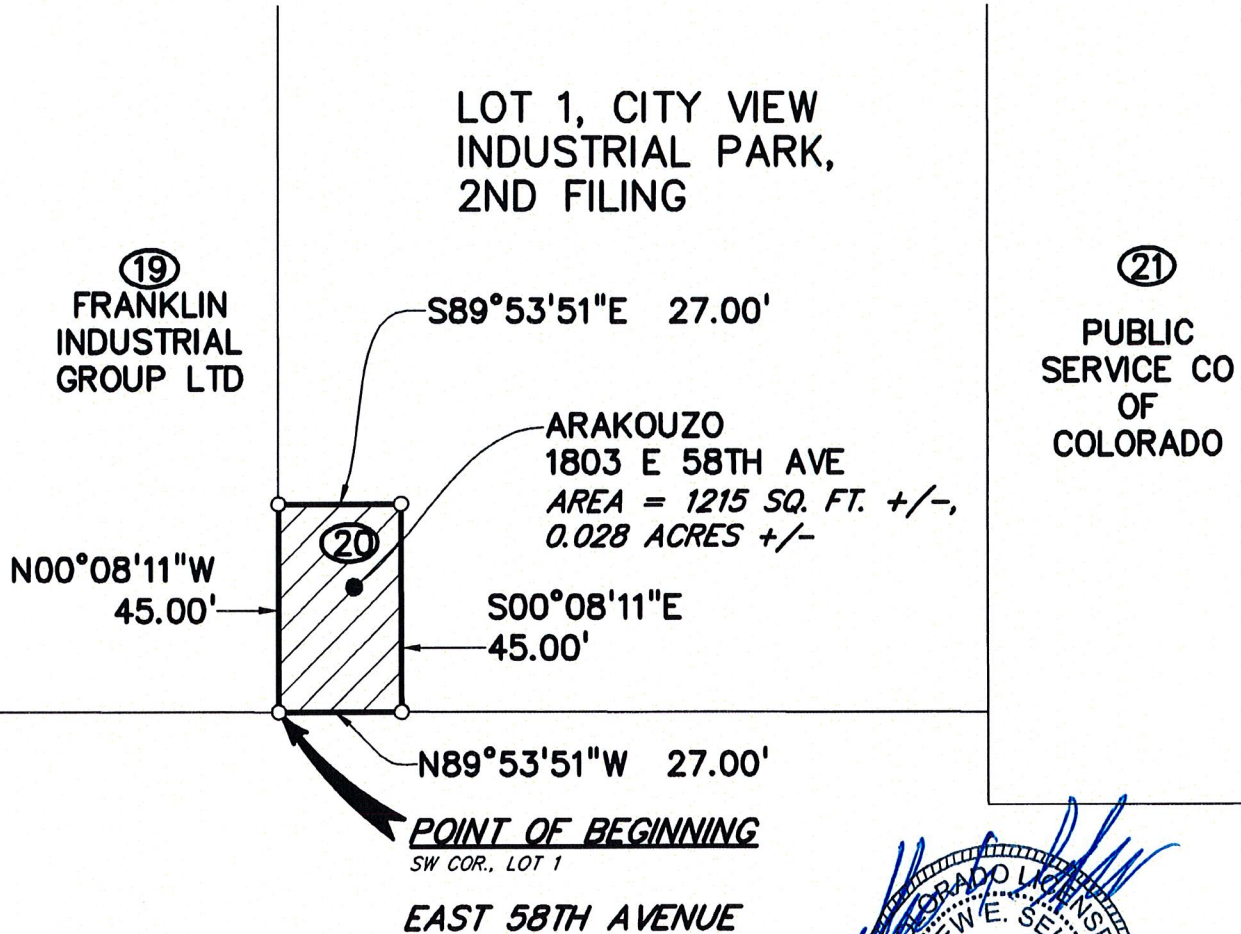 LOT 1, CITY VIEW
INDUSTRIAL PARK,
2ND FILING
19
FRANKLIN
INDUSTRIAL
GROUP LTD
21
PUBLIC
SERVICE CO
OF
COLORADO
S89°53'51"E 27.00'
ARAKOUZO
1803 E 58TH AVE
AREA = 1215 SQ. FT. +/-,
0.028 ACRES +/-
20
N00°08'11"W
45.00'
S00°08'11"E
45.00'
N89°53'51"W 27.00'
POINT OF BEGINNING
SW COR., LOT 1
EAST 58TH AVENUE